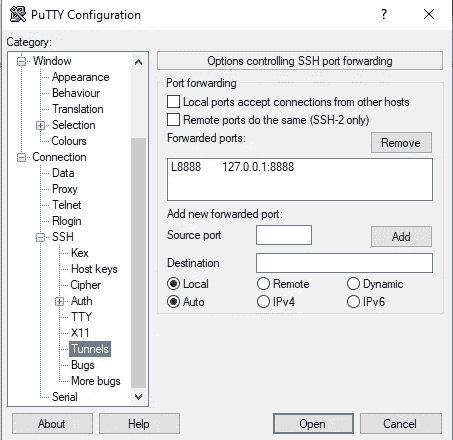 PuTTY Configuration
?
Category:
Window
Appearance
Behaviour
Translation
Selection
Colours
Connection
Data
Proxy
Telnet
Rlogin
SSH
Kex
Host keys
Cipher
Auth
TTY
X11
Tunnels
Bugs
More bugs
Serial
Options controlling SSH port forwarding
Port forwarding
Local ports accept connections from other hosts
Remote ports do the same (SSH-2 only)
Forwarded ports:
Remove
L8888 127.0.0.1:8888
Add new forwarded port:
Source port
Add
Destination
Local Remote Dynamic
Auto IPv4 IPv6
About Help Open Cancel